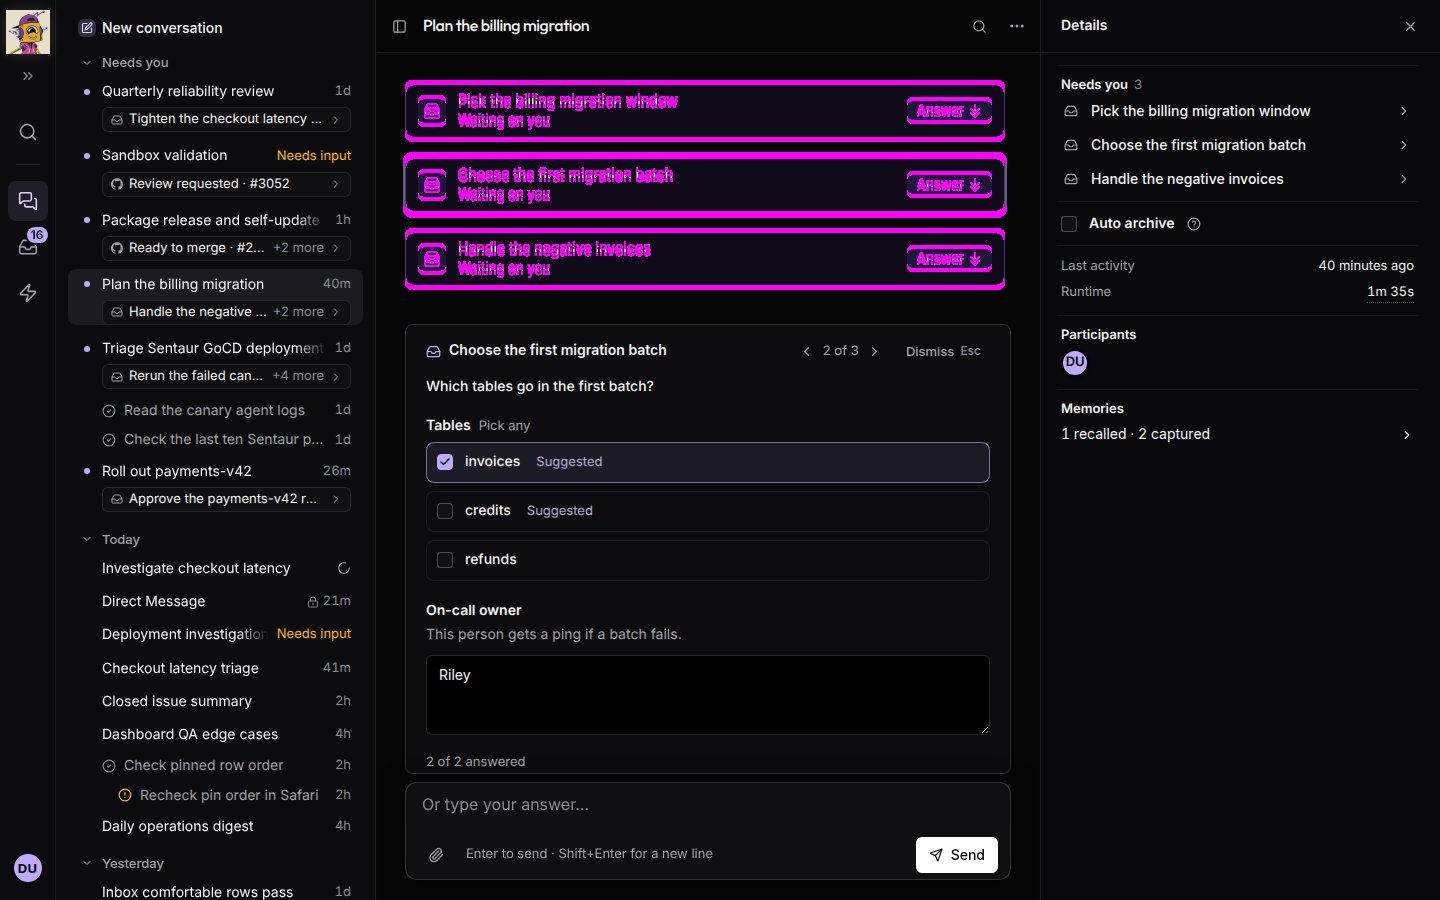 New conversation
Needs you
Quarterly reliability review 1d
Tighten the checkout latency ...
Sandbox validation Needs input
Review requested · #3052
Package release and self-update 1h
Ready to merge · #2... +2 more
16
Plan the billing migration 40m
Handle the negative ... +2 more
Triage Sentaur GoCD deployment 1d
Rerun the failed can... +4 more
Read the canary agent logs 1d
Check the last ten Sentaur p... 1d
Roll out payments-v42 26m
Approve the payments-v42 r...
Today
Investigate checkout latency
Direct Message 21m
Deployment investigation Needs input
Checkout latency triage 41m
Closed issue summary 2h
Dashboard QA edge cases 4h
Check pinned row order 2h
Recheck pin order in Safari 2h
Daily operations digest 4h
Yesterday
Inbox comfortable rows pass 1d
DU
Plan the billing migration
Pick the billing migration window
Waiting on you
Answer
Choose the first migration batch
Waiting on you
Answer
Handle the negative invoices
Waiting on you
Answer
Choose the first migration batch 2 of 3 Dismiss Esc
Which tables go in the first batch?
Tables Pick any
invoices Suggested
credits Suggested
refunds
On-call owner
This person gets a ping if a batch fails.
Riley
2 of 2 answered
Or type your answer...
Enter to send · Shift+Enter for a new line
Send
Details
Needs you 3
Pick the billing migration window
Choose the first migration batch
Handle the negative invoices
Auto archive
Last activity 40 minutes ago
Runtime 1m 35s
Participants
DU
Memories
1 recalled · 2 captured